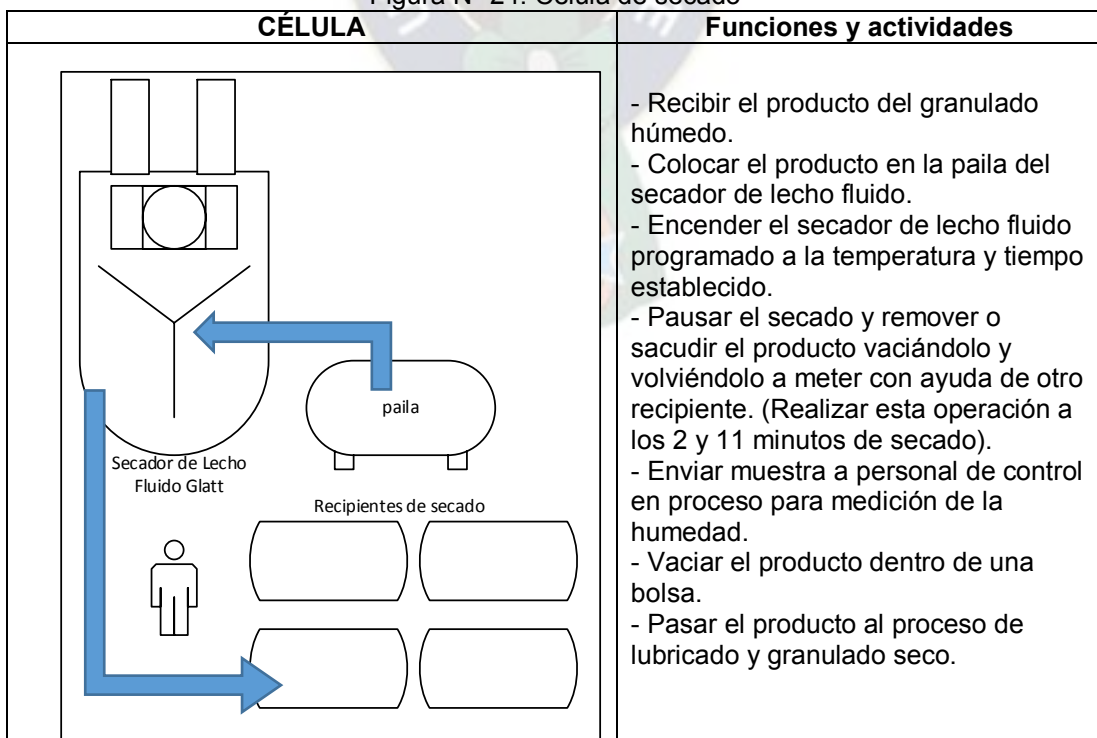 Figura N° 24: Célula de secado
CÉLULA
Funciones y actividades
Secador de Lecho
Fluido Glatt
paila
Recipientes de secado
- Recibir el producto del granulado
húmedo.
- Colocar el producto en la paila del
secador de lecho fluido.
- Encender el secador de lecho fluido
programado a la temperatura y tiempo
establecido.
- Pausar el secado y remover o
sacudir el producto vaciándolo y
volviéndolo a meter con ayuda de otro
recipiente. (Realizar esta operación a
los 2 y 11 minutos de secado).
- Enviar muestra a personal de control
en proceso para medición de la
humedad.
- Vaciar el producto dentro de una
bolsa.
- Pasar el producto al proceso de
lubricado y granulado seco.